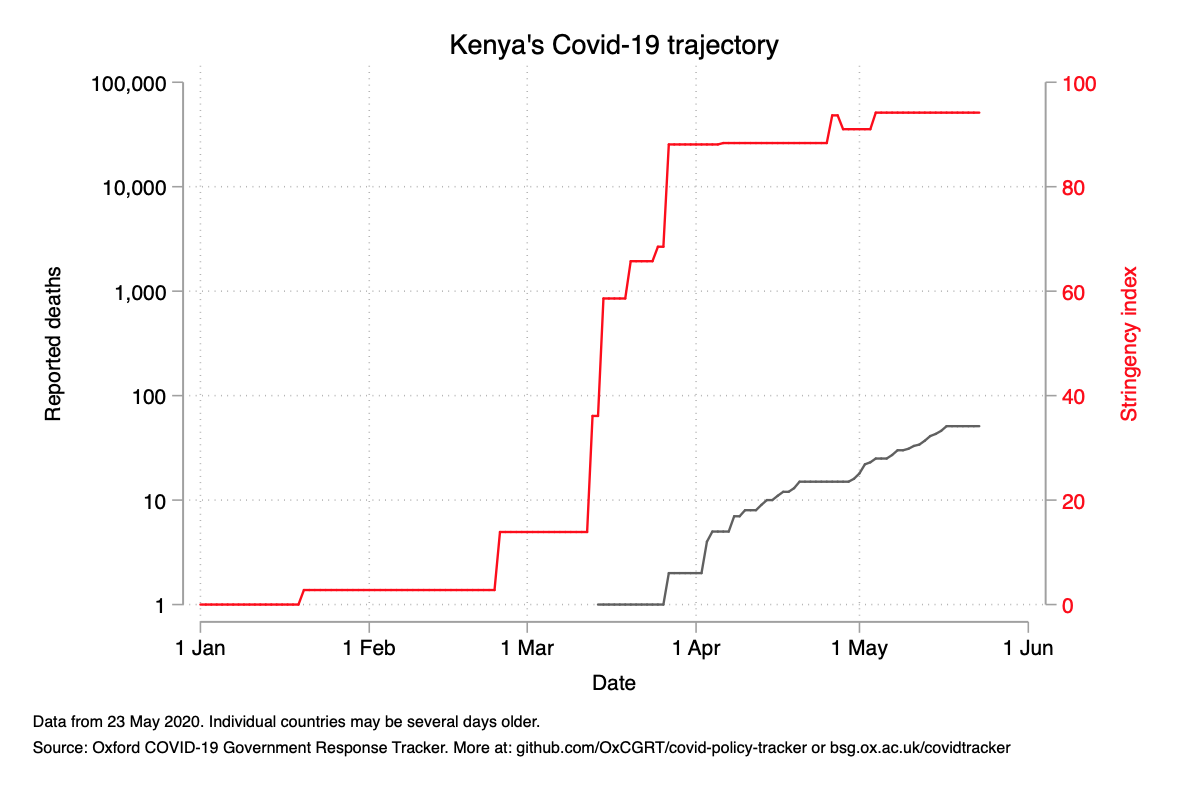 Kenya's Covid-19 trajectory
100,000
10,000
1,000
100
10
1
Reported deaths
100
80
60
40
20
0
Stringency index
1 Jan
1 Feb
1 Mar
1 Apr
1 May
1 Jun
Date
Data from 23 May 2020. Individual countries may be several days older.
Source: Oxford COVID-19 Government Response Tracker. More at: github.com/OxCGRT/covid-policy-tracker or bsg.ox.ac.uk/covidtracker